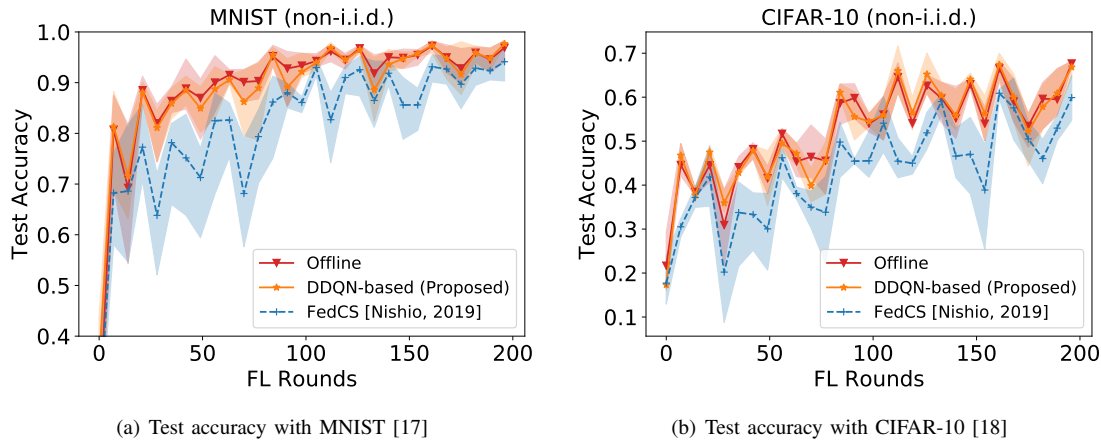 MNIST (non-i.i.d.)
1.0
0.9
0.8
0.7
0.6
0.5
0.4
Test Accuracy
0
50
100
150
200
FL Rounds
Offline
DDQN-based (Proposed)
FedCS [Nishio, 2019]
(a) Test accuracy with MNIST [17]
CIFAR-10 (non-i.i.d.)
0.7
0.6
0.5
0.4
0.3
0.2
0.1
Test Accuracy
0
50
100
150
200
FL Rounds
Offline
DDQN-based (Proposed)
FedCS [Nishio, 2019]
(b) Test accuracy with CIFAR-10 [18]